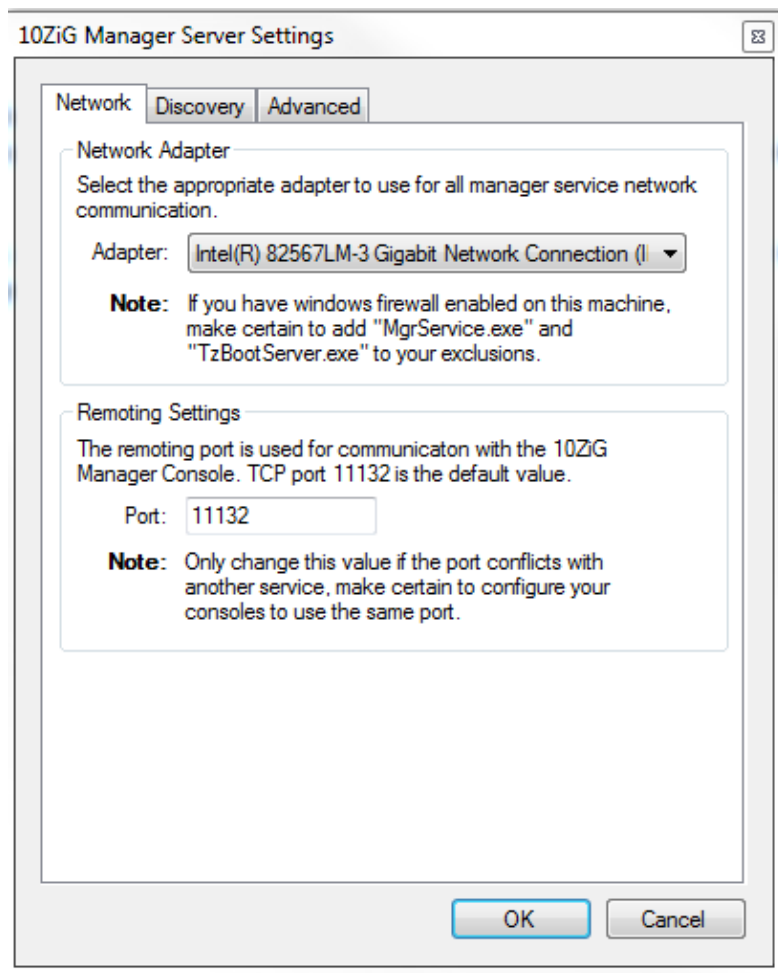 10ZiG Manager Server Settings
Network Discovery Advanced
Network Adapter
Select the appropriate adapter to use for all manager service network
communication.
Adapter: Intel(R) 82567LM-3 Gigabit Network Connection (I
Note: If you have windows firewall enabled on this machine,
make certain to add "MgrService.exe" and
"TzBootServer.exe" to your exclusions.
Remoting Settings
The remoting port is used for communicaton with the 10ZiG
Manager Console. TCP port 11132 is the default value.
Port: 11132
Note: Only change this value if the port conflicts with
another service, make certain to configure your
consoles to use the same port.
OK Cancel